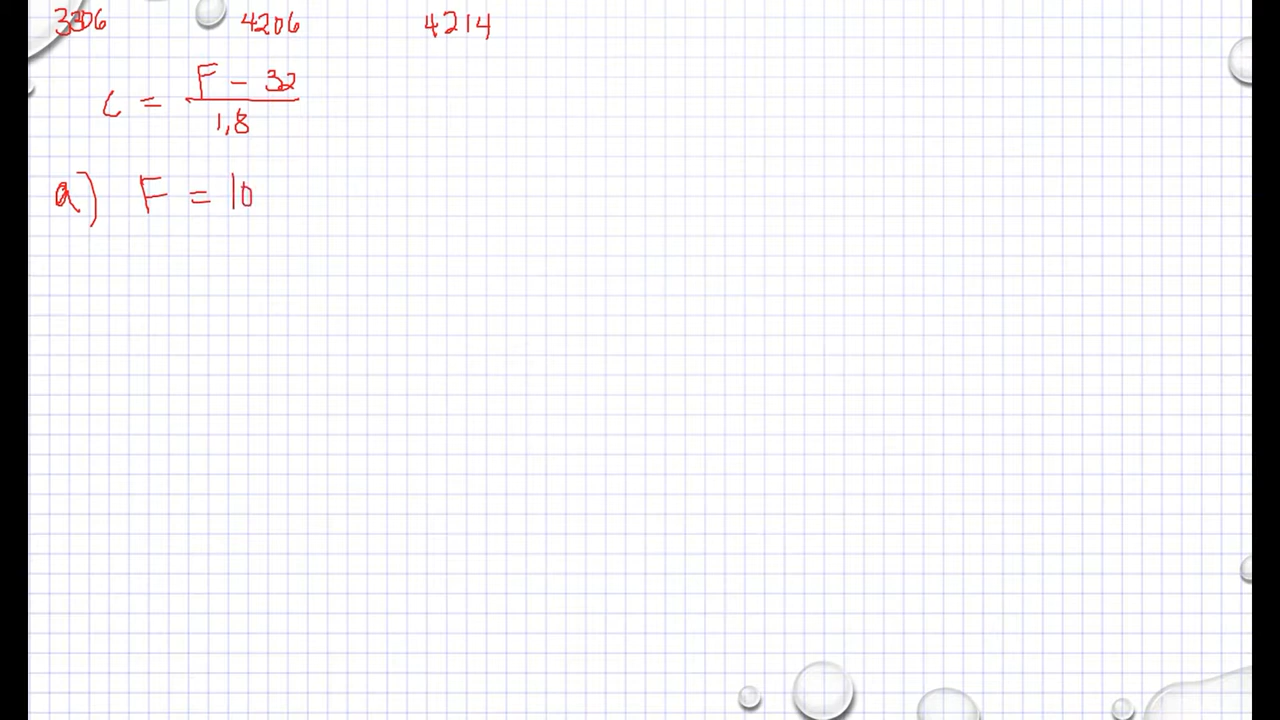 3306 4206 4214
C = F - 32
1,8
a) F = 10